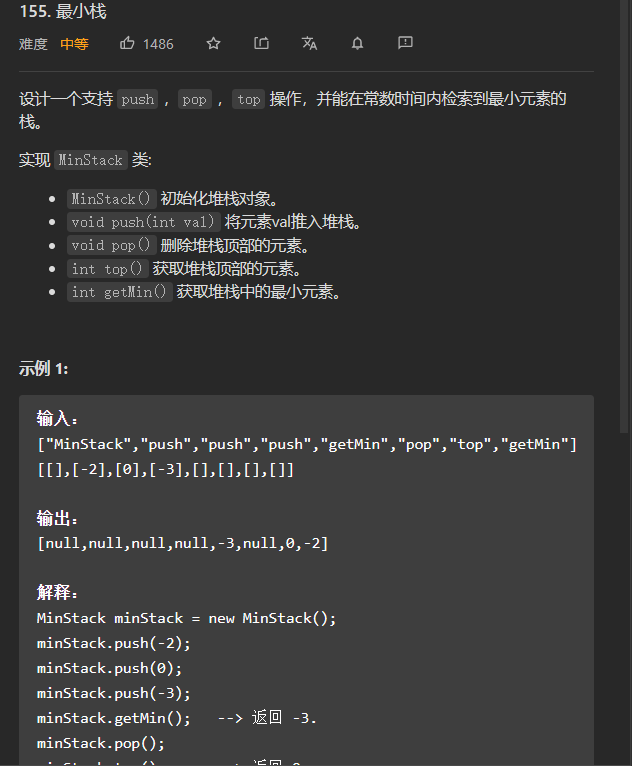 155. 最小栈
难度 中等 1486
设计一个支持 push ，pop ，top 操作，并能在常数时间内检索到最小元素的
栈。
实现 MinStack 类:
MinStack() 初始化堆栈对象。
void push(int val) 将元素val推入堆栈。
void pop() 删除堆栈顶部的元素。
int top() 获取堆栈顶部的元素。
int getMin() 获取堆栈中的最小元素。
示例 1:
输入：
["MinStack","push","push","push","getMin","pop","top","getMin"]
[[],[-2],[0],[-3],[],[],[],[]]
输出：
[null,null,null,null,-3,null,0,-2]
解释：
MinStack minStack = new MinStack();
minStack.push(-2);
minStack.push(0);
minStack.push(-3);
minStack.getMin();   --> 返回 -3.
minStack.pop();